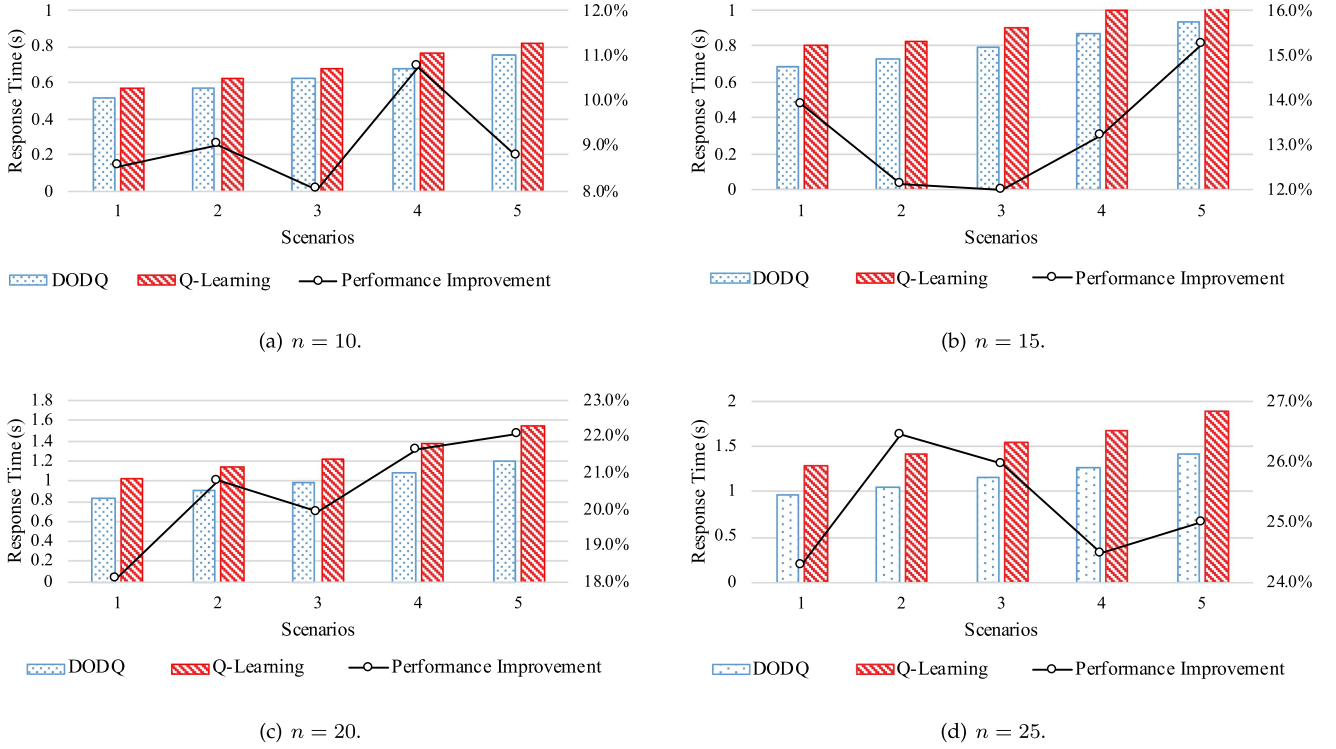 1
0.8
0.6
0.4
0.2
0
Response Time (s)
12.0%
11.0%
10.0%
9.0%
8.0%
1 2 3 4 5
Scenarios
DODQ Q-Learning Performance Improvement
(a) n = 10.
1
0.8
0.6
0.4
0.2
0
Response Time (s)
16.0%
15.0%
14.0%
13.0%
12.0%
1 2 3 4 5
Scenarios
DODQ Q-Learning Performance Improvement
(b) n = 15.
1.8
1.6
1.4
1.2
1
0.8
0.6
0.4
0.2
0
Response Time (s)
23.0%
22.0%
21.0%
20.0%
19.0%
18.0%
1 2 3 4 5
Scenarios
DODQ Q-Learning Performance Improvement
(c) n = 20.
2
1.5
1
0.5
0
Response Time (s)
27.0%
26.0%
25.0%
24.0%
1 2 3 4 5
Scenarios
DODQ Q-Learning Performance Improvement
(d) n = 25.